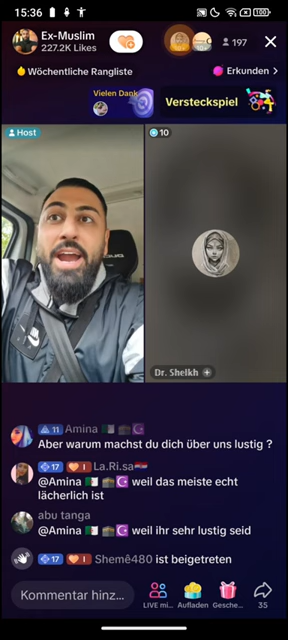 15:36
100
Ex-Muslim
227.2K Likes
197
Wöchentliche Rangliste
Erkunden >
Vielen Dank
Versteckspiel
Host
10
Dr. Sheikh +
11 Amina
Aber warum machst du dich über uns lustig ?
17 I La.Ri.sa
@Amina weil das meiste echt
lächerlich ist
abu tanga
@Amina weil ihr sehr lustig seid
17 I Shemê480 ist beigetreten
Kommentar hinz...
LIVE mi...
Aufladen
Gesche...
35